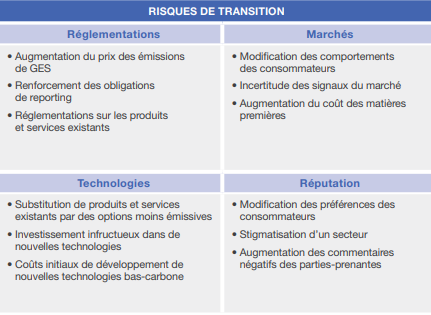 RISQUES DE TRANSITION
Réglementations
• Augmentation du prix des émissions
de GES
• Renforcement des obligations
de reporting
• Réglementations sur les produits
et services existants
Marchés
• Modification des comportements
des consommateurs
• Incertitude des signaux du marché
• Augmentation du coût des matières
premières
Technologies
• Substitution de produits et services
existants par des options moins émissives
• Investissement infructueux dans de
nouvelles technologies
• Coûts initiaux de développement de
nouvelles technologies bas-carbone
Réputation
• Modification des préférences des
consommateurs
• Stigmatisation d’un secteur
• Augmentation des commentaires
négatifs des parties-prenantes